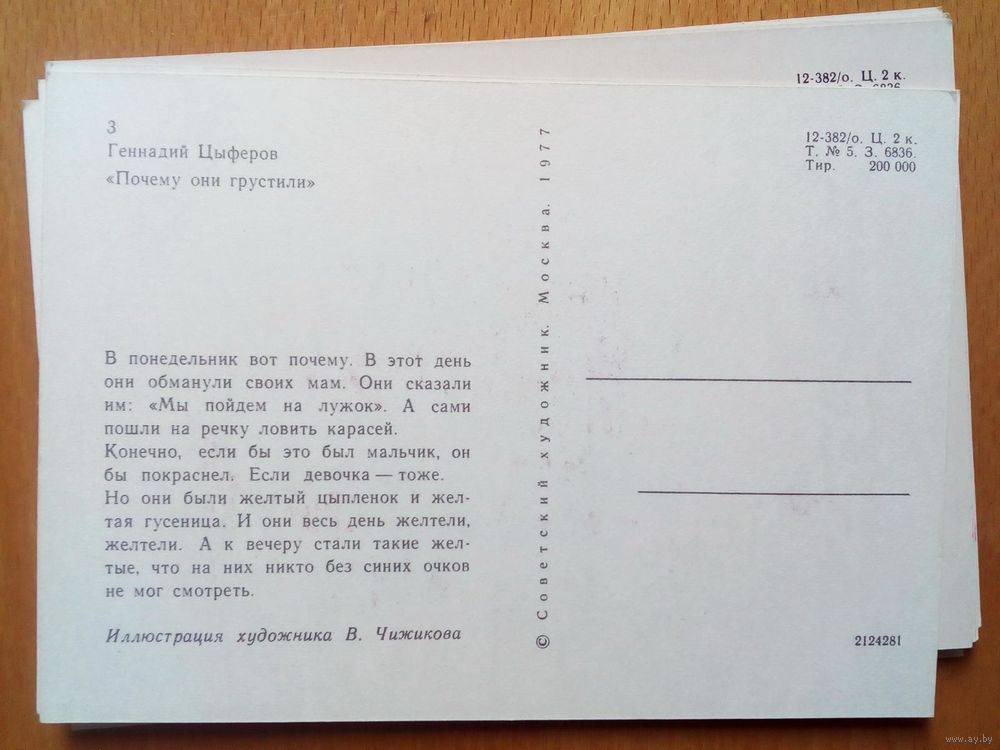 12-382/о. Ц. 2 к.
3
Геннадий Цыферов
«Почему они грустили»
В понедельник вот почему. В этот день
они обманули своих мам. Они сказали
им: «Мы пойдем на лужок». А сами
пошли на речку ловить карасей.
Конечно, если бы это был мальчик, он
бы покраснел. Если девочка — тоже.
Но они были желтый цыпленок и жел-
тая гусеница. И они весь день желтели,
желтели. А к вечеру стали такие жел-
тые, что на них никто без синих очков
не мог смотреть.
Иллюстрация художника В. Чижикова
© Советский художник. Москва. 1977
12-382/о. Ц. 2 к.
Т. № 5. З. 6836.
Тир. 200 000
2124281
www.ay.by